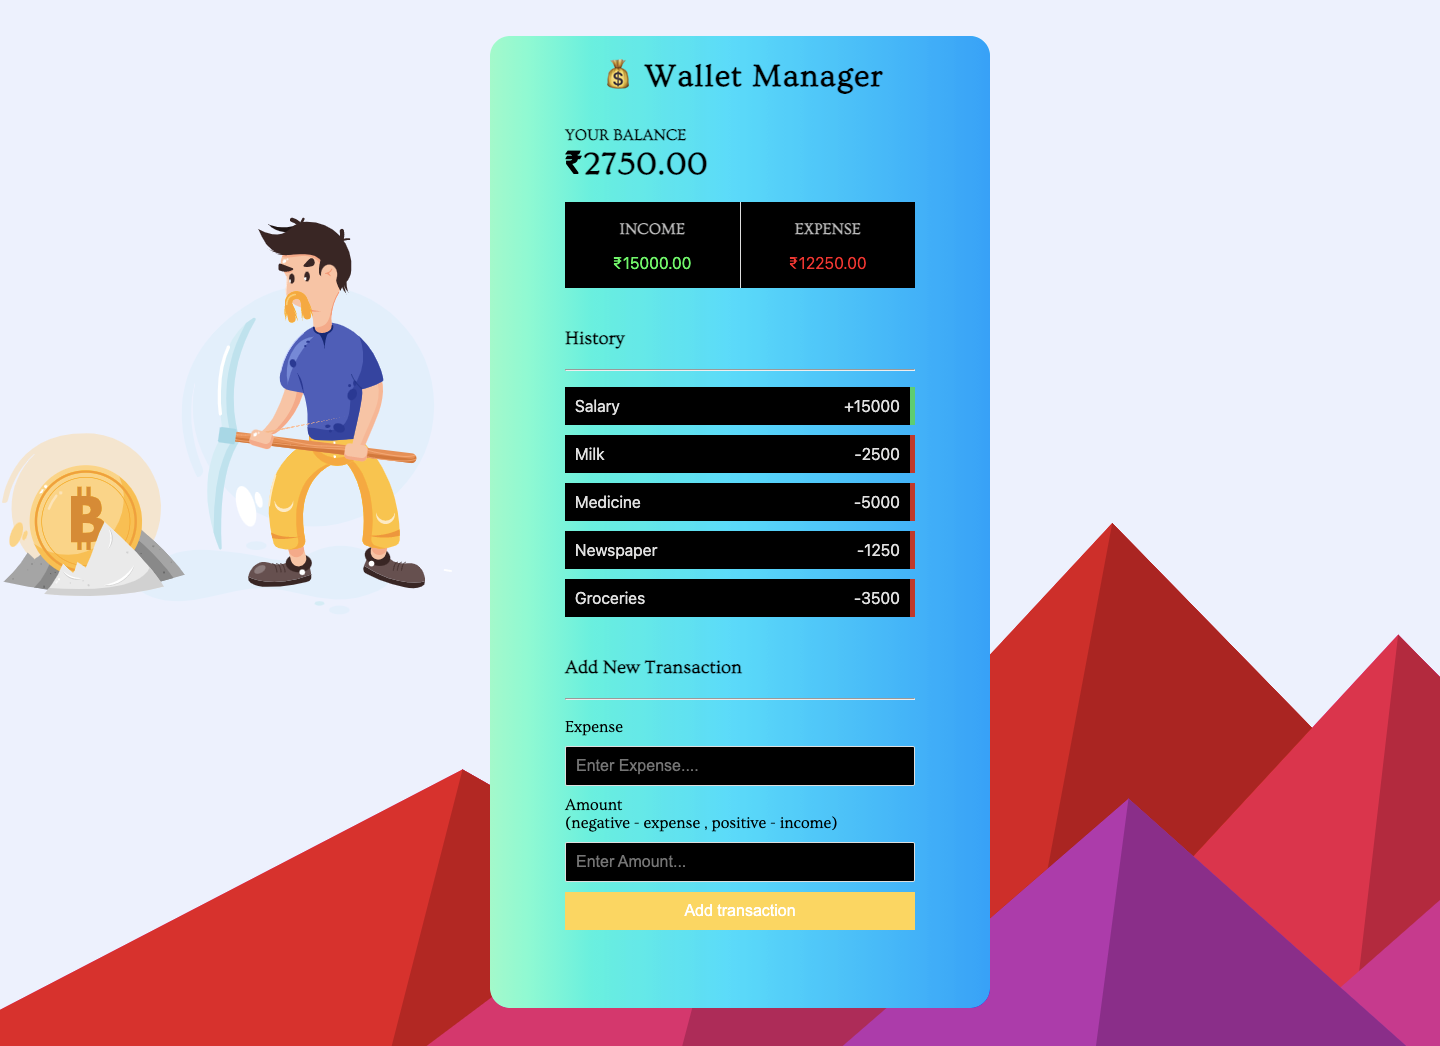 Wallet Manager
YOUR BALANCE
₹2750.00
INCOME
EXPENSE
₹15000.00
₹12250.00
History
Salary +15000
Milk -2500
Medicine -5000
Newspaper -1250
Groceries -3500
Add New Transaction
Expense
Enter Expense....
Amount
(negative - expense , positive - income)
Enter Amount...
Add transaction